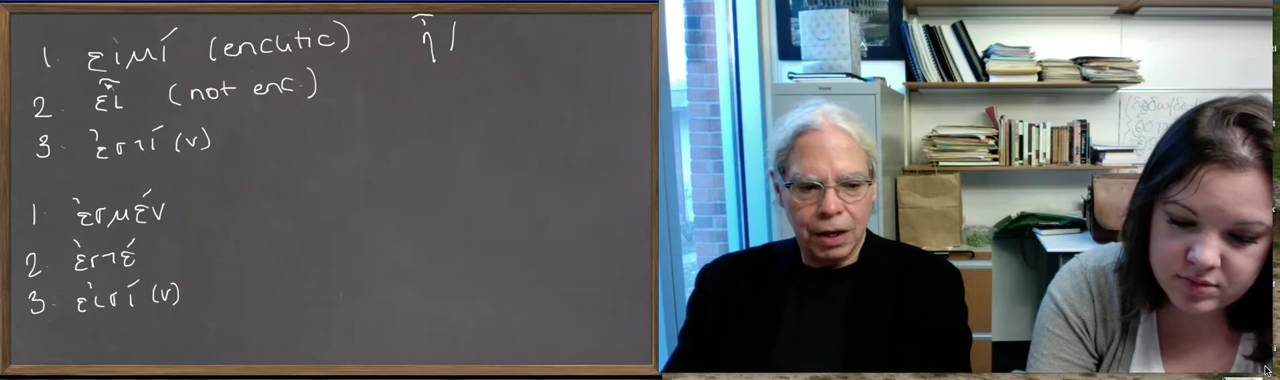 1. εἰμί (enclitic) ἦ
2. εἶ (not enc.)
3. ἐστί (ν)
1. ἐσμέν
2. ἐστέ
3. εἰσί (ν)